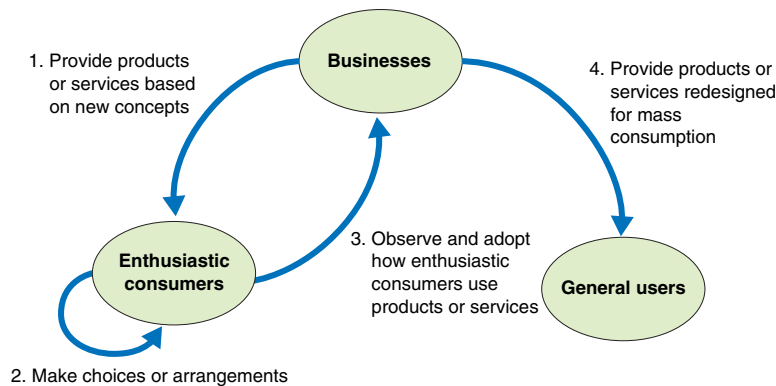 Businesses
1. Provide products
or services based
on new concepts
4. Provide products or
services redesigned
for mass
consumption
Enthusiastic
consumers
3. Observe and adopt
how enthusiastic
consumers use
products or services
General users
2. Make choices or arrangements